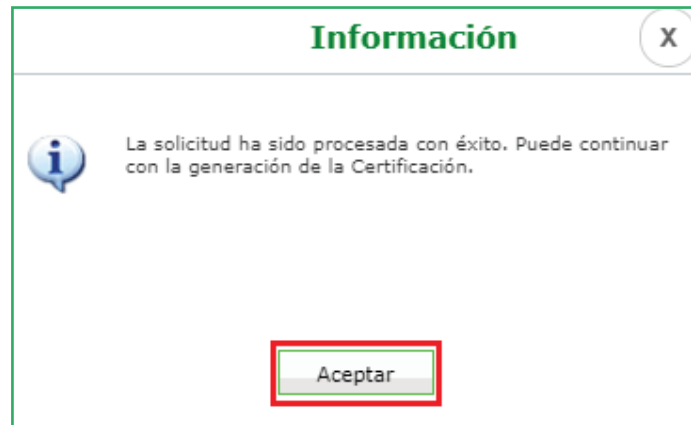 Información
X
La solicitud ha sido procesada con éxito. Puede continuar
con la generación de la Certificación.
Aceptar